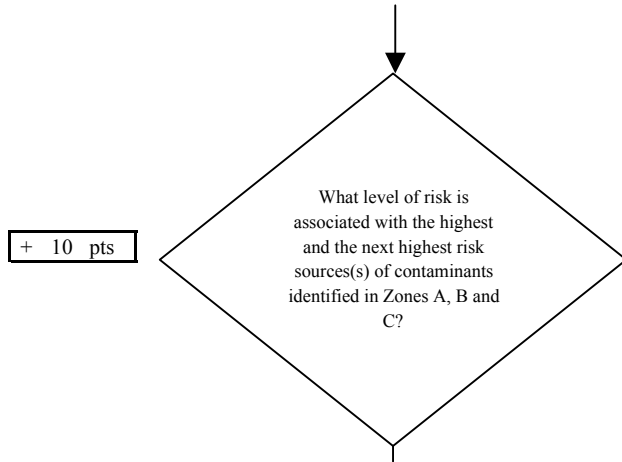 What level of risk is
associated with the highest
+ 10 pts
and the next highest risk
sources(s) of contaminants
identified in Zones A, B and
C?